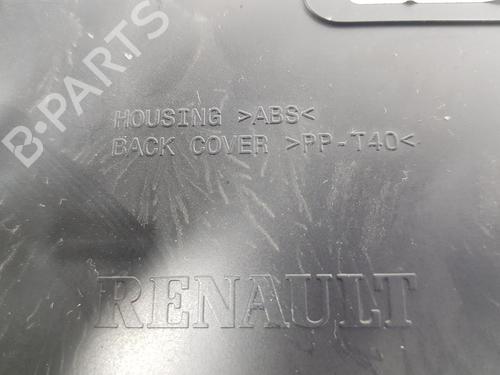 B-PARTS
HOUSING >ABS<
BACK COVER >PP-T40<
RENAULT